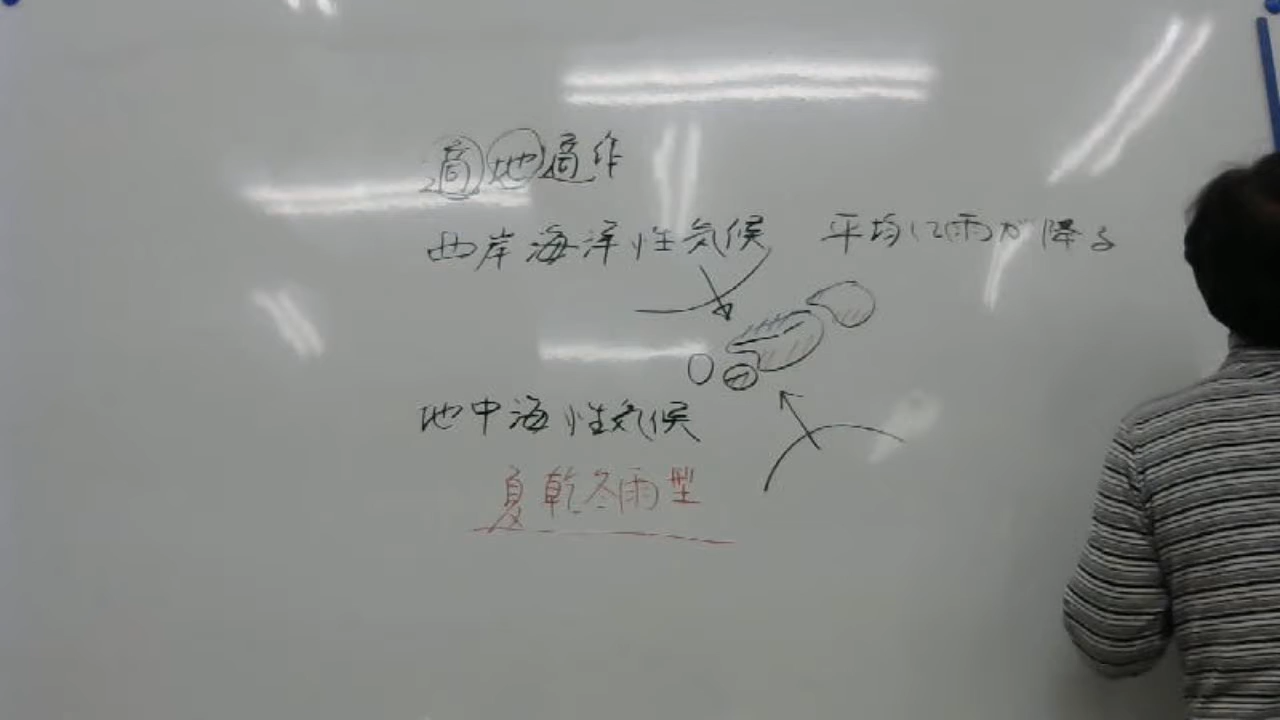 適地適作
西岸海洋性気候 平均に雨が降る
地中海性気候
夏乾冬雨型